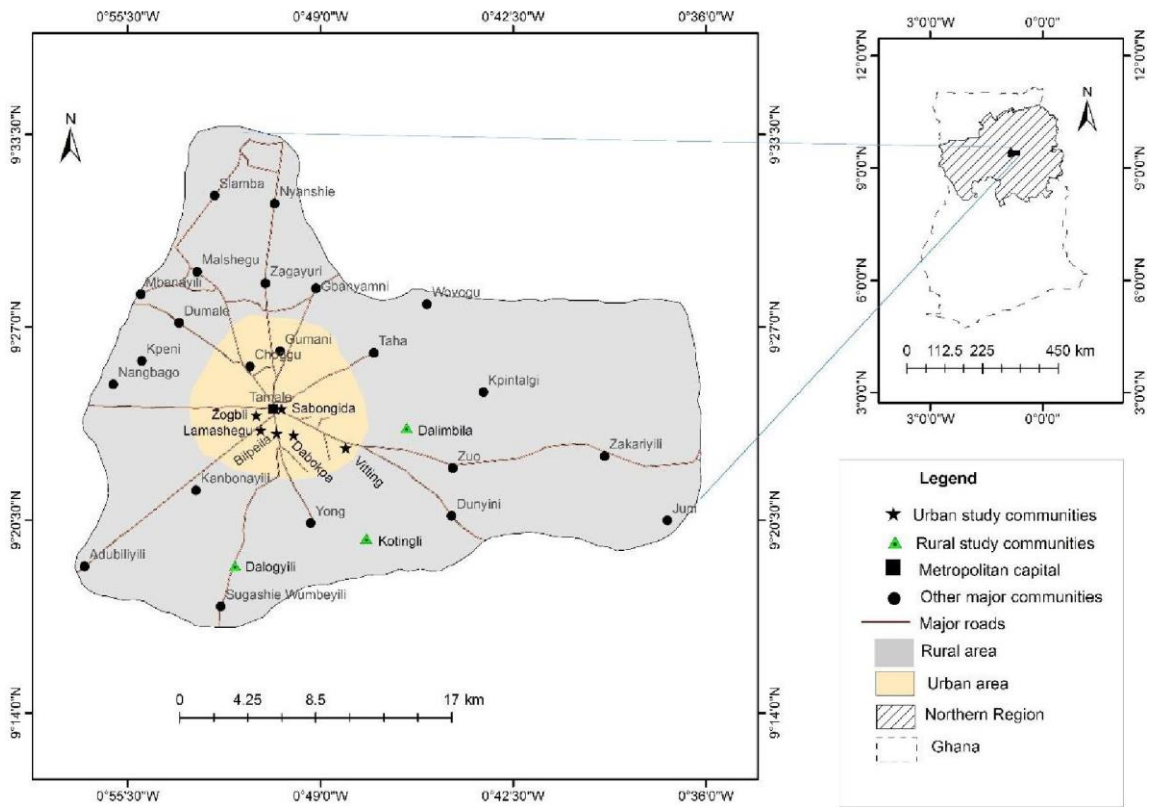 0°55'30"W 0°49'0"W 0°42'30"W 0°36'0"W
3°0'0"W 0°0'0"
N
9°33'30"N
9°27'0"N
9°20'30"N
9°14'0"N
Slamba
Nyanshie
Malshegu
Zagayuri
Mbanayili
Gbanyamni
Wovogu
Dumale
Gumani
Taha
Kpeni
Choggu
Nangbago
Kpintalgi
Tamale
Sabongida
Zogbli
Lamashegu
Dalimbila
Bilpeila
Dabokpa
Vitting
Zakariyili
Zuo
Kanbonayili
Yong
Dunyini
Jum
Kotingli
Adubiliyili
Dalogyili
Sugashie Wumbeyili
0 4.25 8.5 17 km
9°33'30"N
9°27'0"N
9°20'30"N
9°14'0"N
0°55'30"W 0°49'0"W 0°42'30"W 0°36'0"W
12°0'0"N
9°0'0"N
6°0'0"N
3°0'0"N
N
0 112.5 225 450 km
12°0'0"N
9°0'0"N
6°0'0"N
3°0'0"N
3°0'0"W 0°0'0"
Legend
Urban study communities
Rural study communities
Metropolitan capital
Other major communities
Major roads
Rural area
Urban area
Northern Region
Ghana